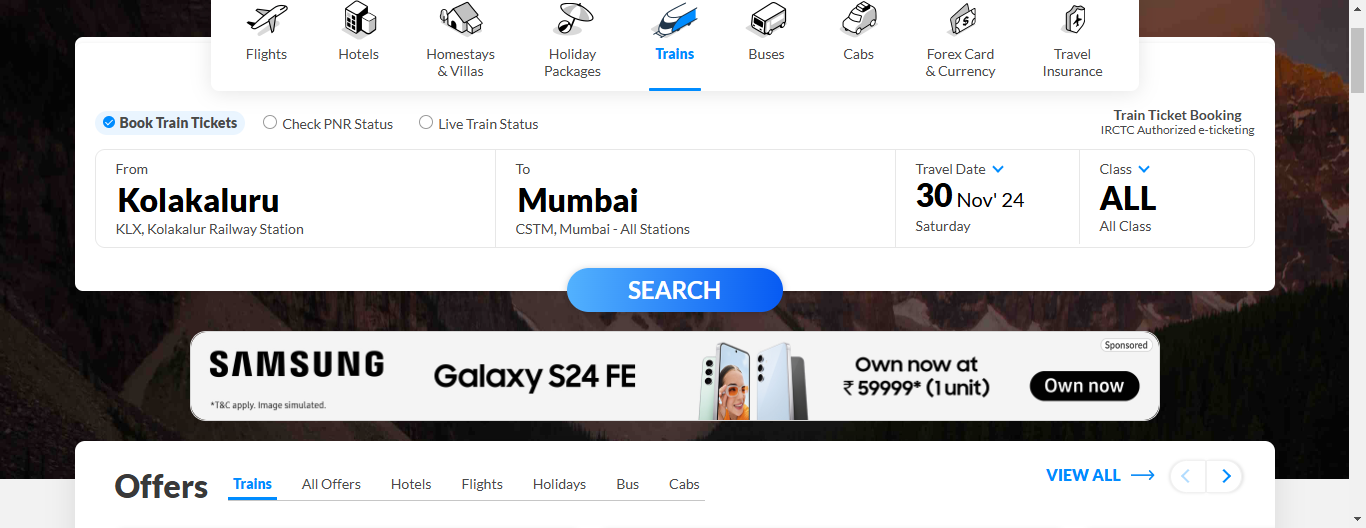 Flights
Hotels
Homestays
& Villas
Holiday
Packages
Trains
Buses
Cabs
Forex Card
& Currency
Travel
Insurance
Book Train Tickets
Check PNR Status
Live Train Status
Train Ticket Booking
IRCTC Authorized e-ticketing
From
Kolakaluru
KLX, Kolakalur Railway Station
To
Mumbai
CSTM, Mumbai - All Stations
Travel Date
30 Nov' 24
Saturday
Class
ALL
All Class
SEARCH
SAMSUNG
*T&C apply. Image simulated.
Galaxy S24 FE
Own now at
₹ 59999* (1 unit)
Sponsored
Own now
Offers
Trains
All Offers
Hotels
Flights
Holidays
Bus
Cabs
VIEW ALL